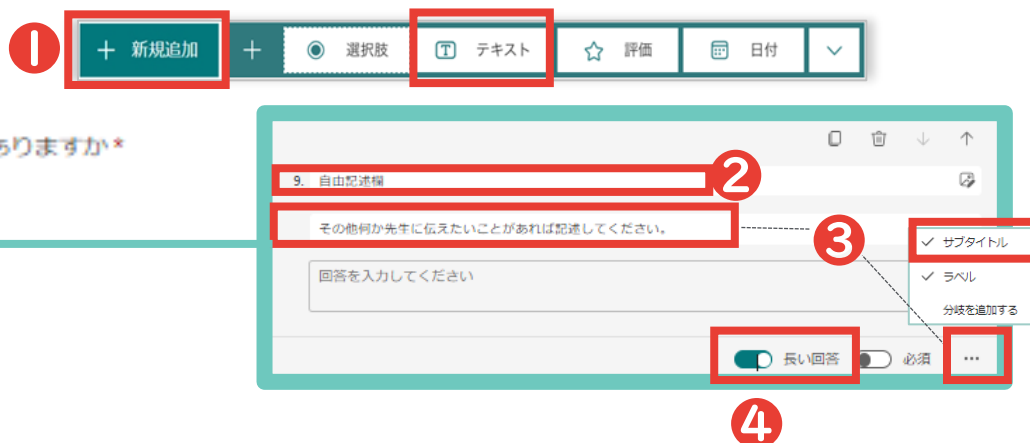 1
+ 新規追加 + 選択肢 テキスト 評価 日付
ありますか*
9. 自由記述欄
2
その他何か先生に伝えたいことがあれば記述してください。
3
サブタイトル
ラベル
分岐を追加する
回答を入力してください
長い回答 必須 ...
4